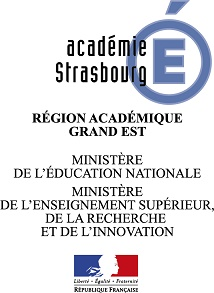 académie
Strasbourg
É
RÉGION ACADÉMIQUE
GRAND EST
MINISTÈRE
DE L'ÉDUCATION NATIONALE
MINISTÈRE
DE L'ENSEIGNEMENT SUPÉRIEUR,
DE LA RECHERCHE
ET DE L'INNOVATION
Liberté • Égalité • Fraternité
RÉPUBLIQUE FRANÇAISE